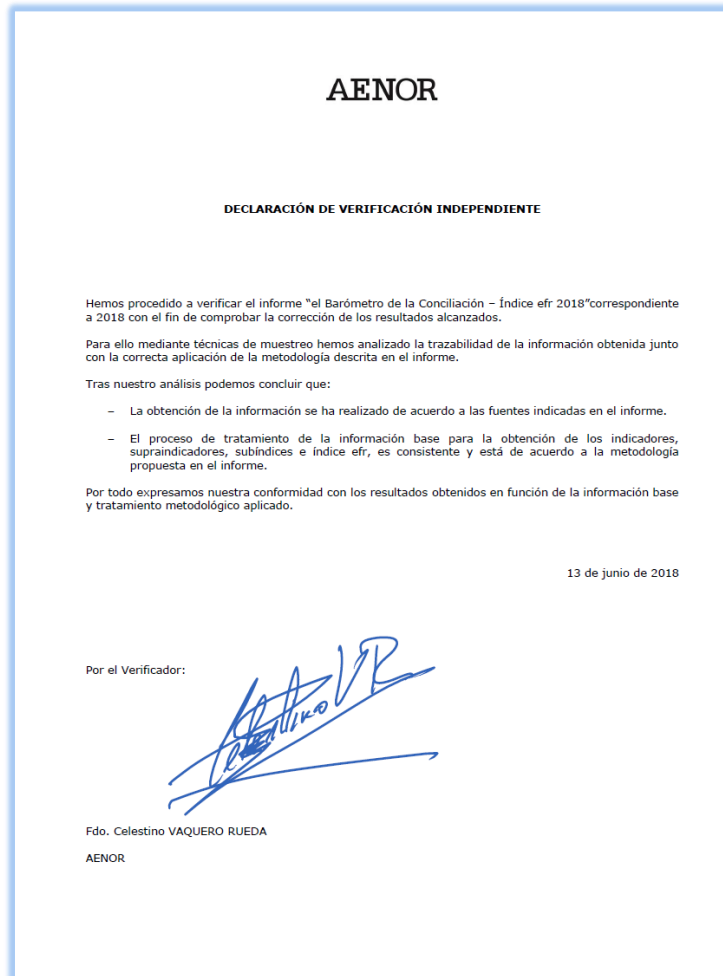 AENOR
DECLARACIÓN DE VERIFICACIÓN INDEPENDIENTE
Hemos procedido a verificar el informe "el Barómetro de la Conciliación – Índice efr 2018"correspondiente
a 2018 con el fin de comprobar la corrección de los resultados alcanzados.
Para ello mediante técnicas de muestreo hemos analizado la trazabilidad de la información obtenida junto
con la correcta aplicación de la metodología descrita en el informe.
Tras nuestro análisis podemos concluir que:
– La obtención de la información se ha realizado de acuerdo a las fuentes indicadas en el informe.
– El proceso de tratamiento de la información base para la obtención de los indicadores,
supraindicadores, subíndices e índice efr, es consistente y está de acuerdo a la metodología
propuesta en el informe.
Por todo expresamos nuestra conformidad con los resultados obtenidos en función de la información base
y tratamiento metodológico aplicado.
13 de junio de 2018
Por el Verificador:
Celestino VR
Fdo. Celestino VAQUERO RUEDA
AENOR